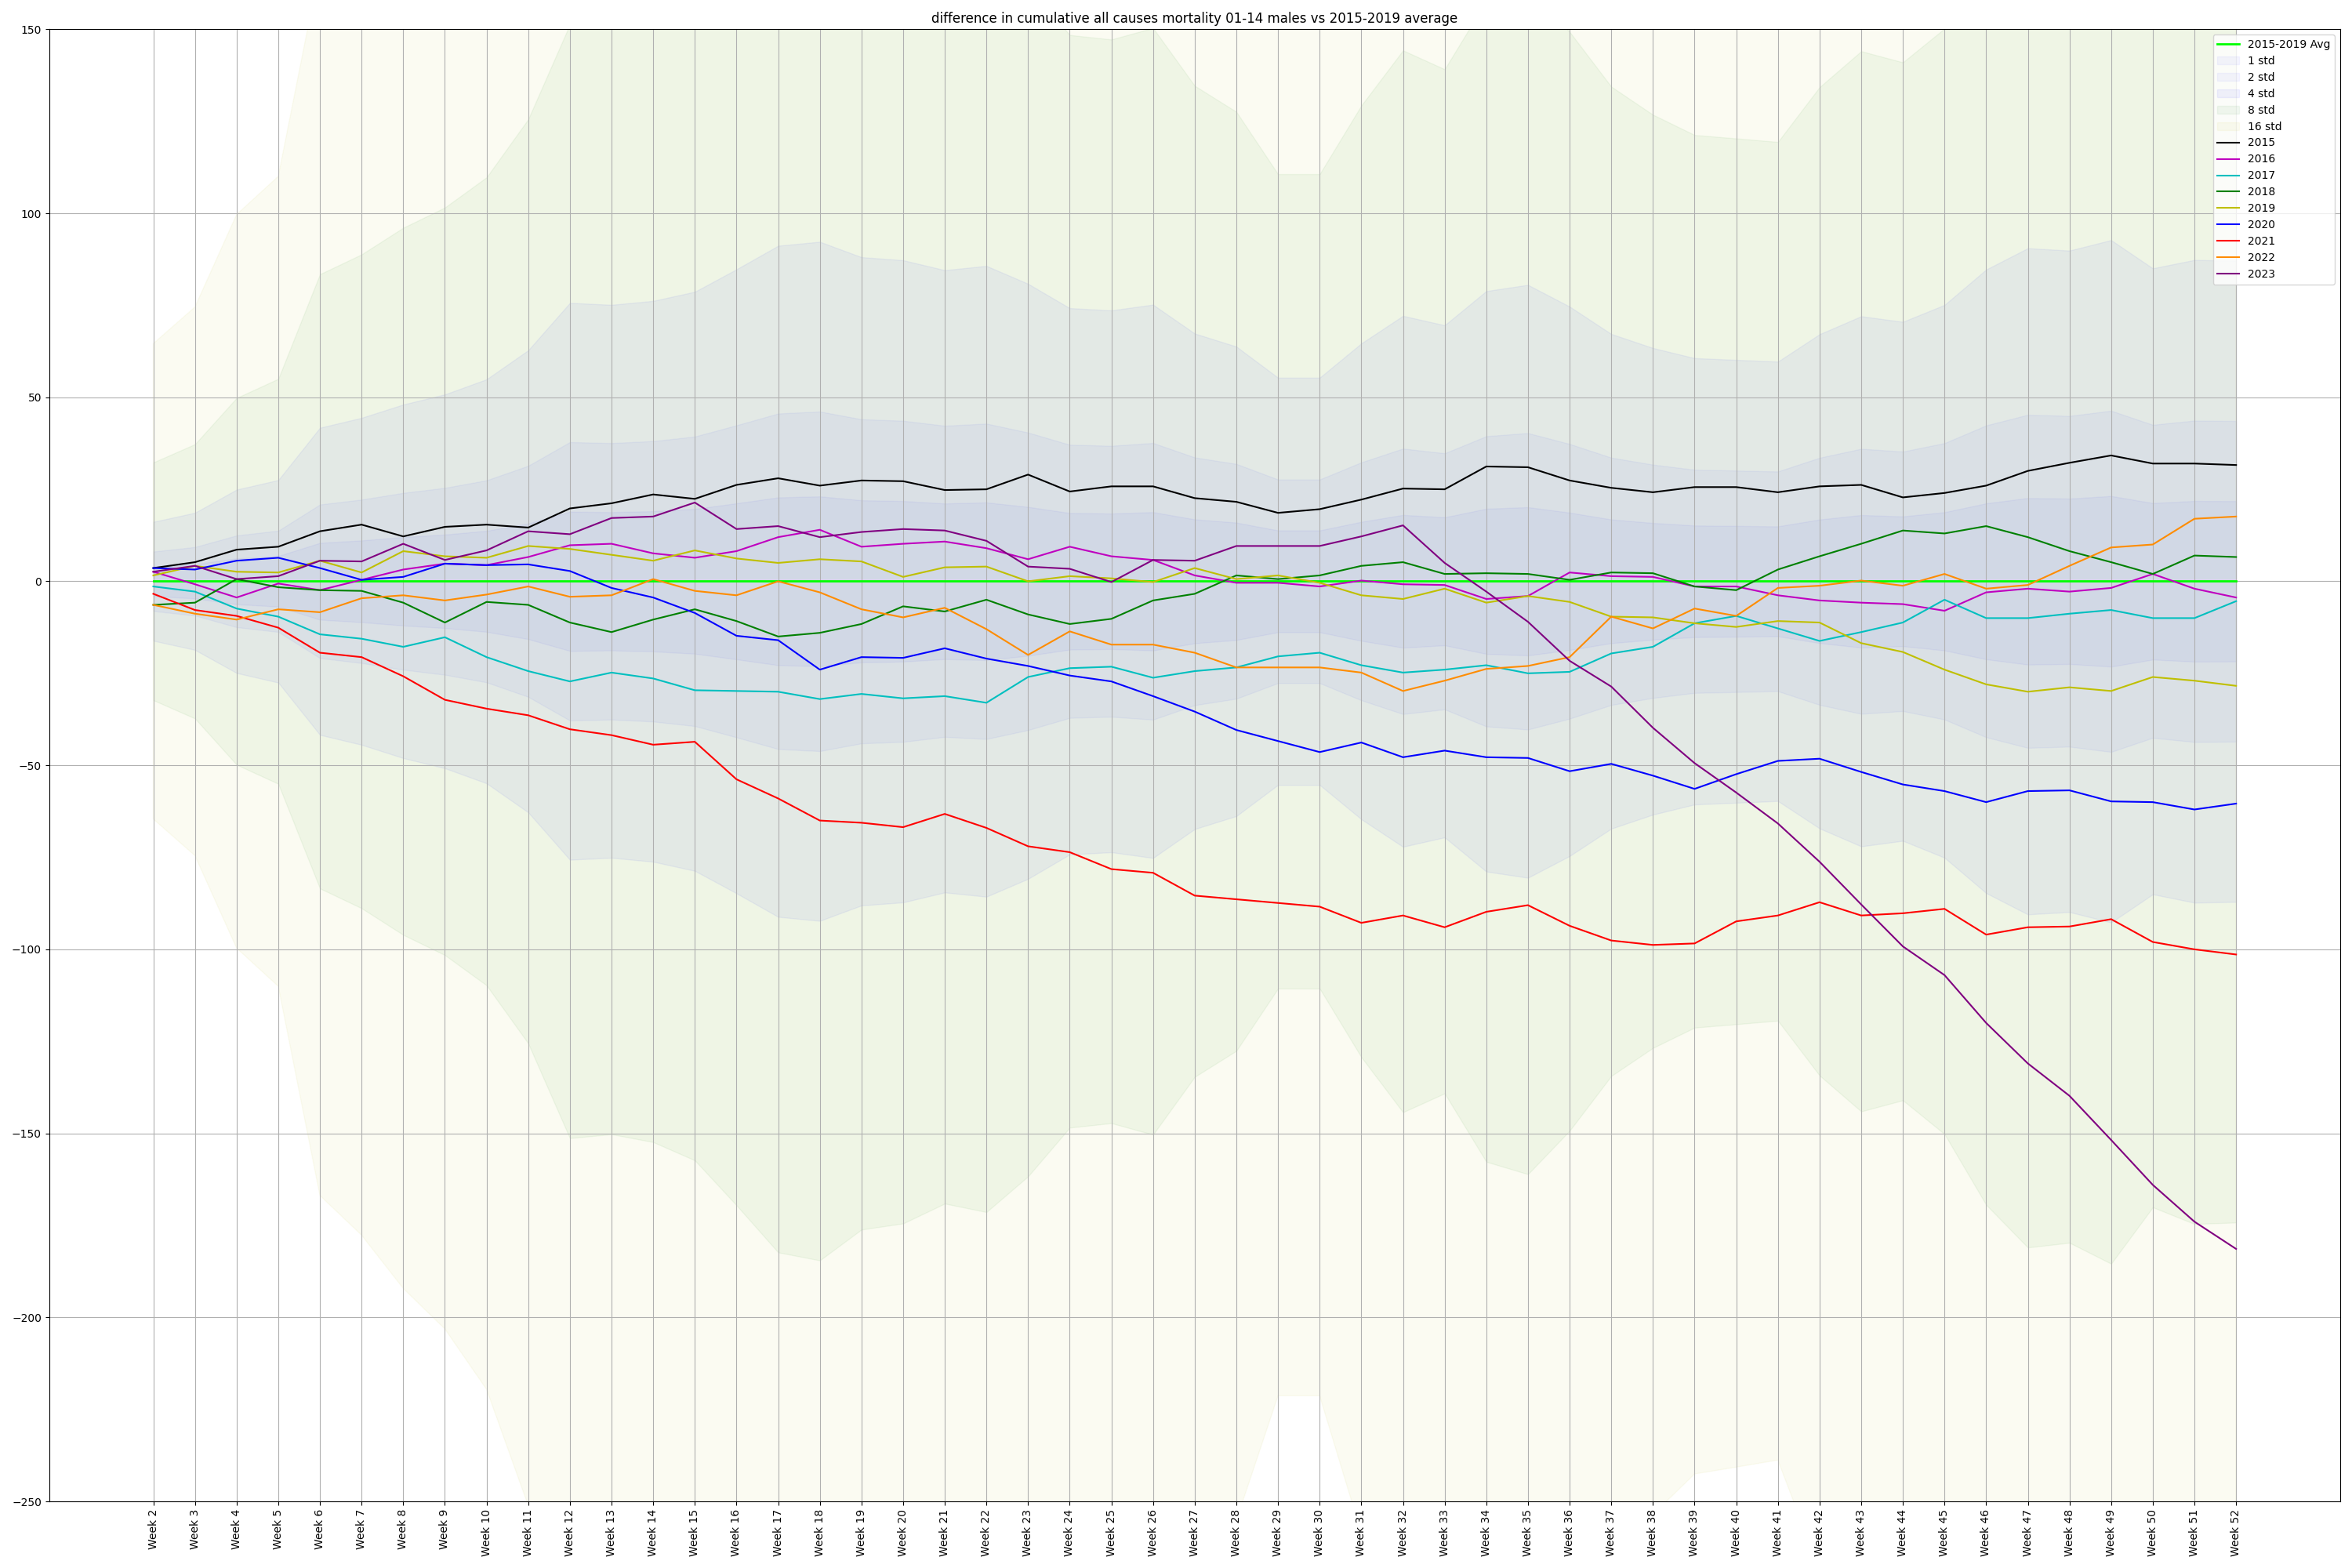 difference in cumulative all causes mortality 01-14 males vs 2015-2019 average
150
100
50
0
−50
−100
−150
−200
−250
2015-2019 Avg
1 std
2 std
4 std
8 std
16 std
2015
2016
2017
2018
2019
2020
2021
2022
2023
Week 2
Week 3
Week 4
Week 5
Week 6
Week 7
Week 8
Week 9
Week 10
Week 11
Week 12
Week 13
Week 14
Week 15
Week 16
Week 17
Week 18
Week 19
Week 20
Week 21
Week 22
Week 23
Week 24
Week 25
Week 26
Week 27
Week 28
Week 29
Week 30
Week 31
Week 32
Week 33
Week 34
Week 35
Week 36
Week 37
Week 38
Week 39
Week 40
Week 41
Week 42
Week 43
Week 44
Week 45
Week 46
Week 47
Week 48
Week 49
Week 50
Week 51
Week 52